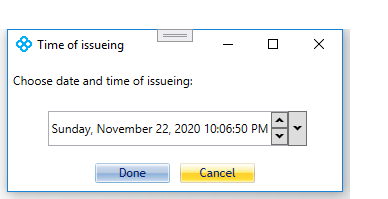 Time of issueing
Choose date and time of issueing:
Sunday, November 22, 2020 10:06:50 PM
Done Cancel